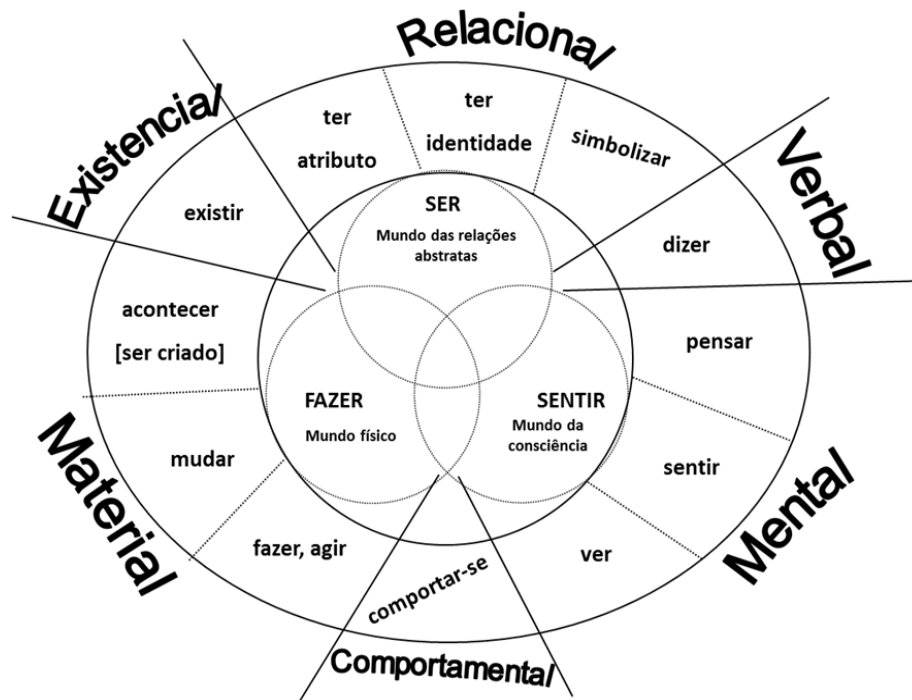 Relacional
Existencial
Verbal
ter
atributo
ter
identidade
simbolizar
existir
dizer
SER
Mundo das relações
abstratas
acontecer
[ser criado]
pensar
FAZER
Mundo físico
SENTIR
Mundo da
consciência
mudar
sentir
Material
Mental
fazer, agir
comportar-se
ver
Comportamental